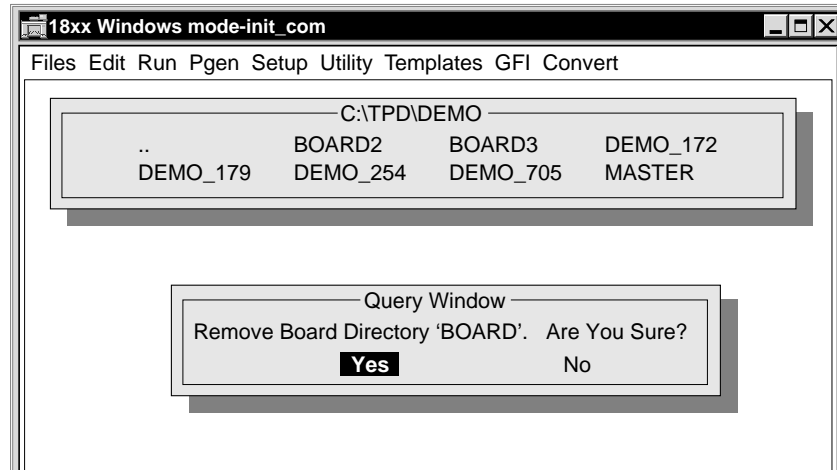 18xx Windows mode-init_com
Files Edit Run Pgen Setup Utility Templates GFI Convert
C:\TPD\DEMO
.. BOARD2 BOARD3 DEMO_172
DEMO_179 DEMO_254 DEMO_705 MASTER
Query Window
Remove Board Directory ‘BOARD’. Are You Sure?
Yes No